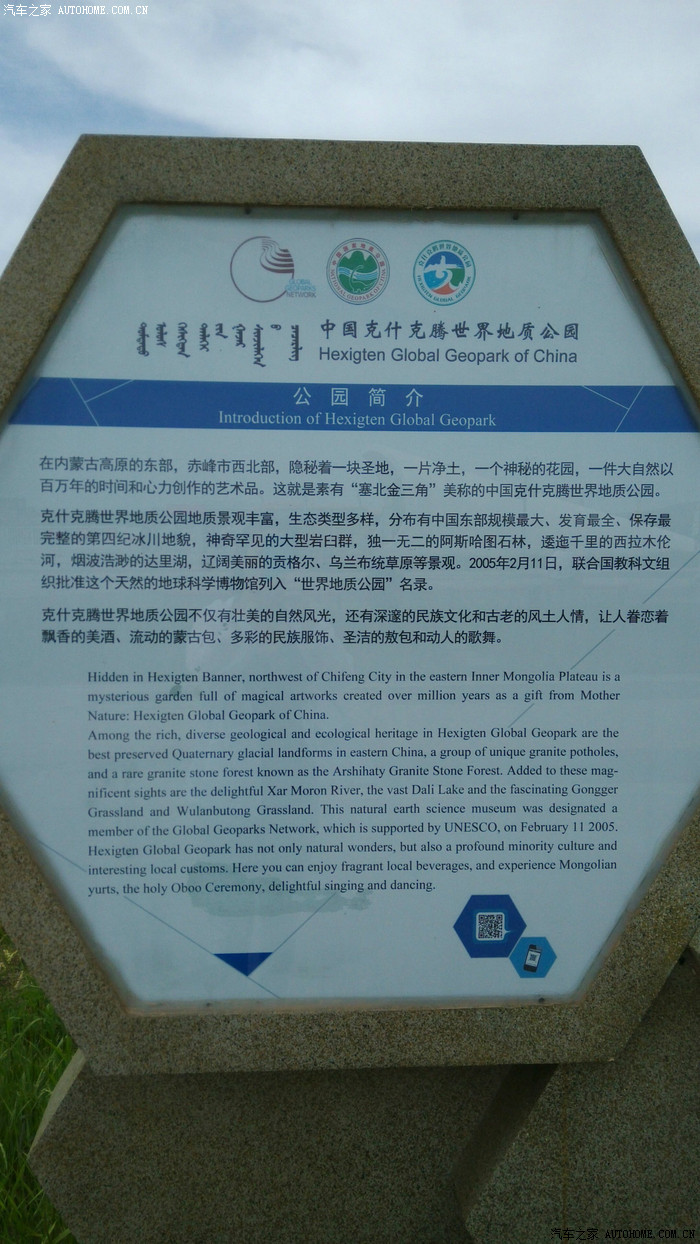 汽车之家 AUTOHOME.COM.CN
GLOBAL
GEOPARKS
NETWORK
中国克什克腾世界地质公园
Hexigten Global Geopark of China
公园简介
Introduction of Hexigten Global Geopark
在内蒙古高原的东部，赤峰市西北部，隐秘着一块圣地，一片净土，一个神秘的花园，一件大自然以
百万年的时间和心力创作的艺术品。这就是素有“塞北金三角”美称的中国克什克腾世界地质公园。
克什克腾世界地质公园地质景观丰富，生态类型多样，分布有中国东部规模最大、发育最全、保存最
完整的第四纪冰川地貌，神奇罕见的大型岩臼群，独一无二的阿斯哈图石林，逶迤千里的西拉木伦
河，烟波浩渺的达里湖，辽阔美丽的贡格尔、乌兰布统草原等景观。2005年2月11日，联合国教科文组
织批准这个天然的地球科学博物馆列入“世界地质公园”名录。
克什克腾世界地质公园不仅有壮美的自然风光，还有深邃的民族文化和古老的风土人情，让人眷恋着
飘香的美酒、流动的蒙古包、多彩的民族服饰、圣洁的敖包和动人的歌舞。
Hidden in Hexigten Banner, northwest of Chifeng City in the eastern Inner Mongolia Plateau is a
mysterious garden full of magical artworks created over million years as a gift from Mother
Nature: Hexigten Global Geopark of China.
Among the rich, diverse geological and ecological heritage in Hexigten Global Geopark are the
best preserved Quaternary glacial landforms in eastern China, a group of unique granite potholes,
and a rare granite stone forest known as the Arshihaty Granite Stone Forest. Added to these mag-
nificent sights are the delightful Xar Moron River, the vast Dali Lake and the fascinating Gongger
Grassland and Wulanbutong Grassland. This natural earth science museum was designated a
member of the Global Geoparks Network, which is supported by UNESCO, on February 11 2005.
Hexigten Global Geopark has not only natural wonders, but also a profound minority culture and
interesting local customs. Here you can enjoy fragrant local beverages, and experience Mongolian
yurts, the holy Oboo Ceremony, delightful singing and dancing.
汽车之家 AUTOHOME.COM.CN